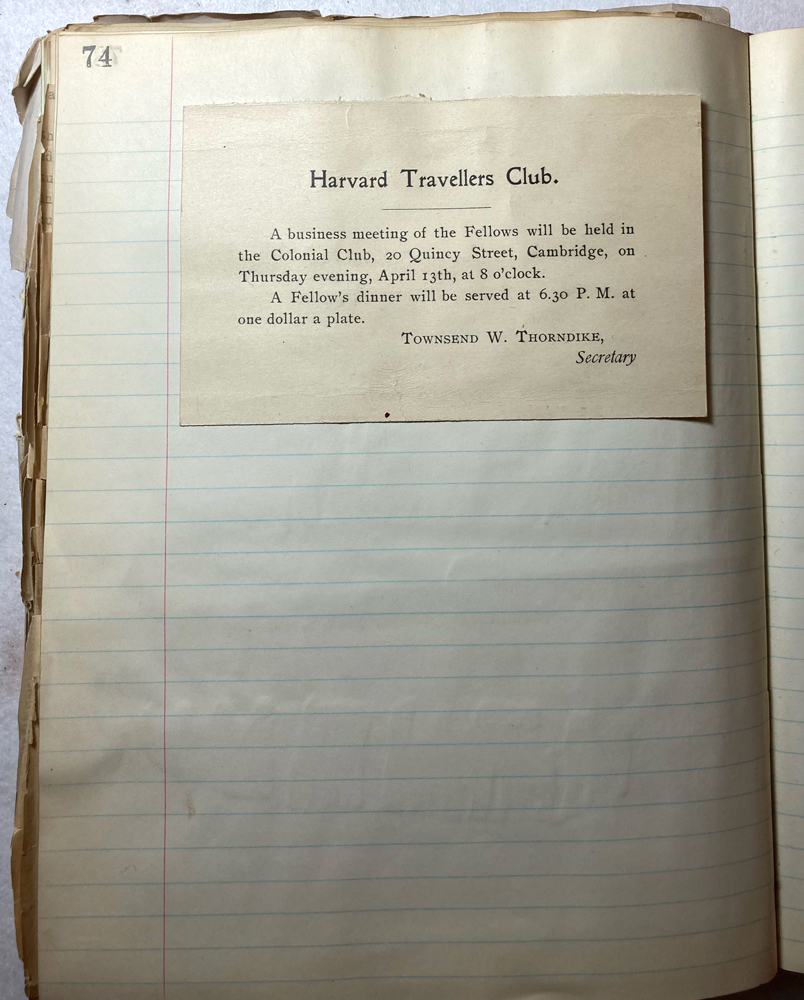 74
Harvard Travellers Club.
A business meeting of the Fellows will be held in
the Colonial Club, 20 Quincy Street, Cambridge, on
Thursday evening, April 13th, at 8 o'clock.
A Fellow's dinner will be served at 6.30 P. M. at
one dollar a plate.
TOWNSEND W. THORNDIKE,
Secretary